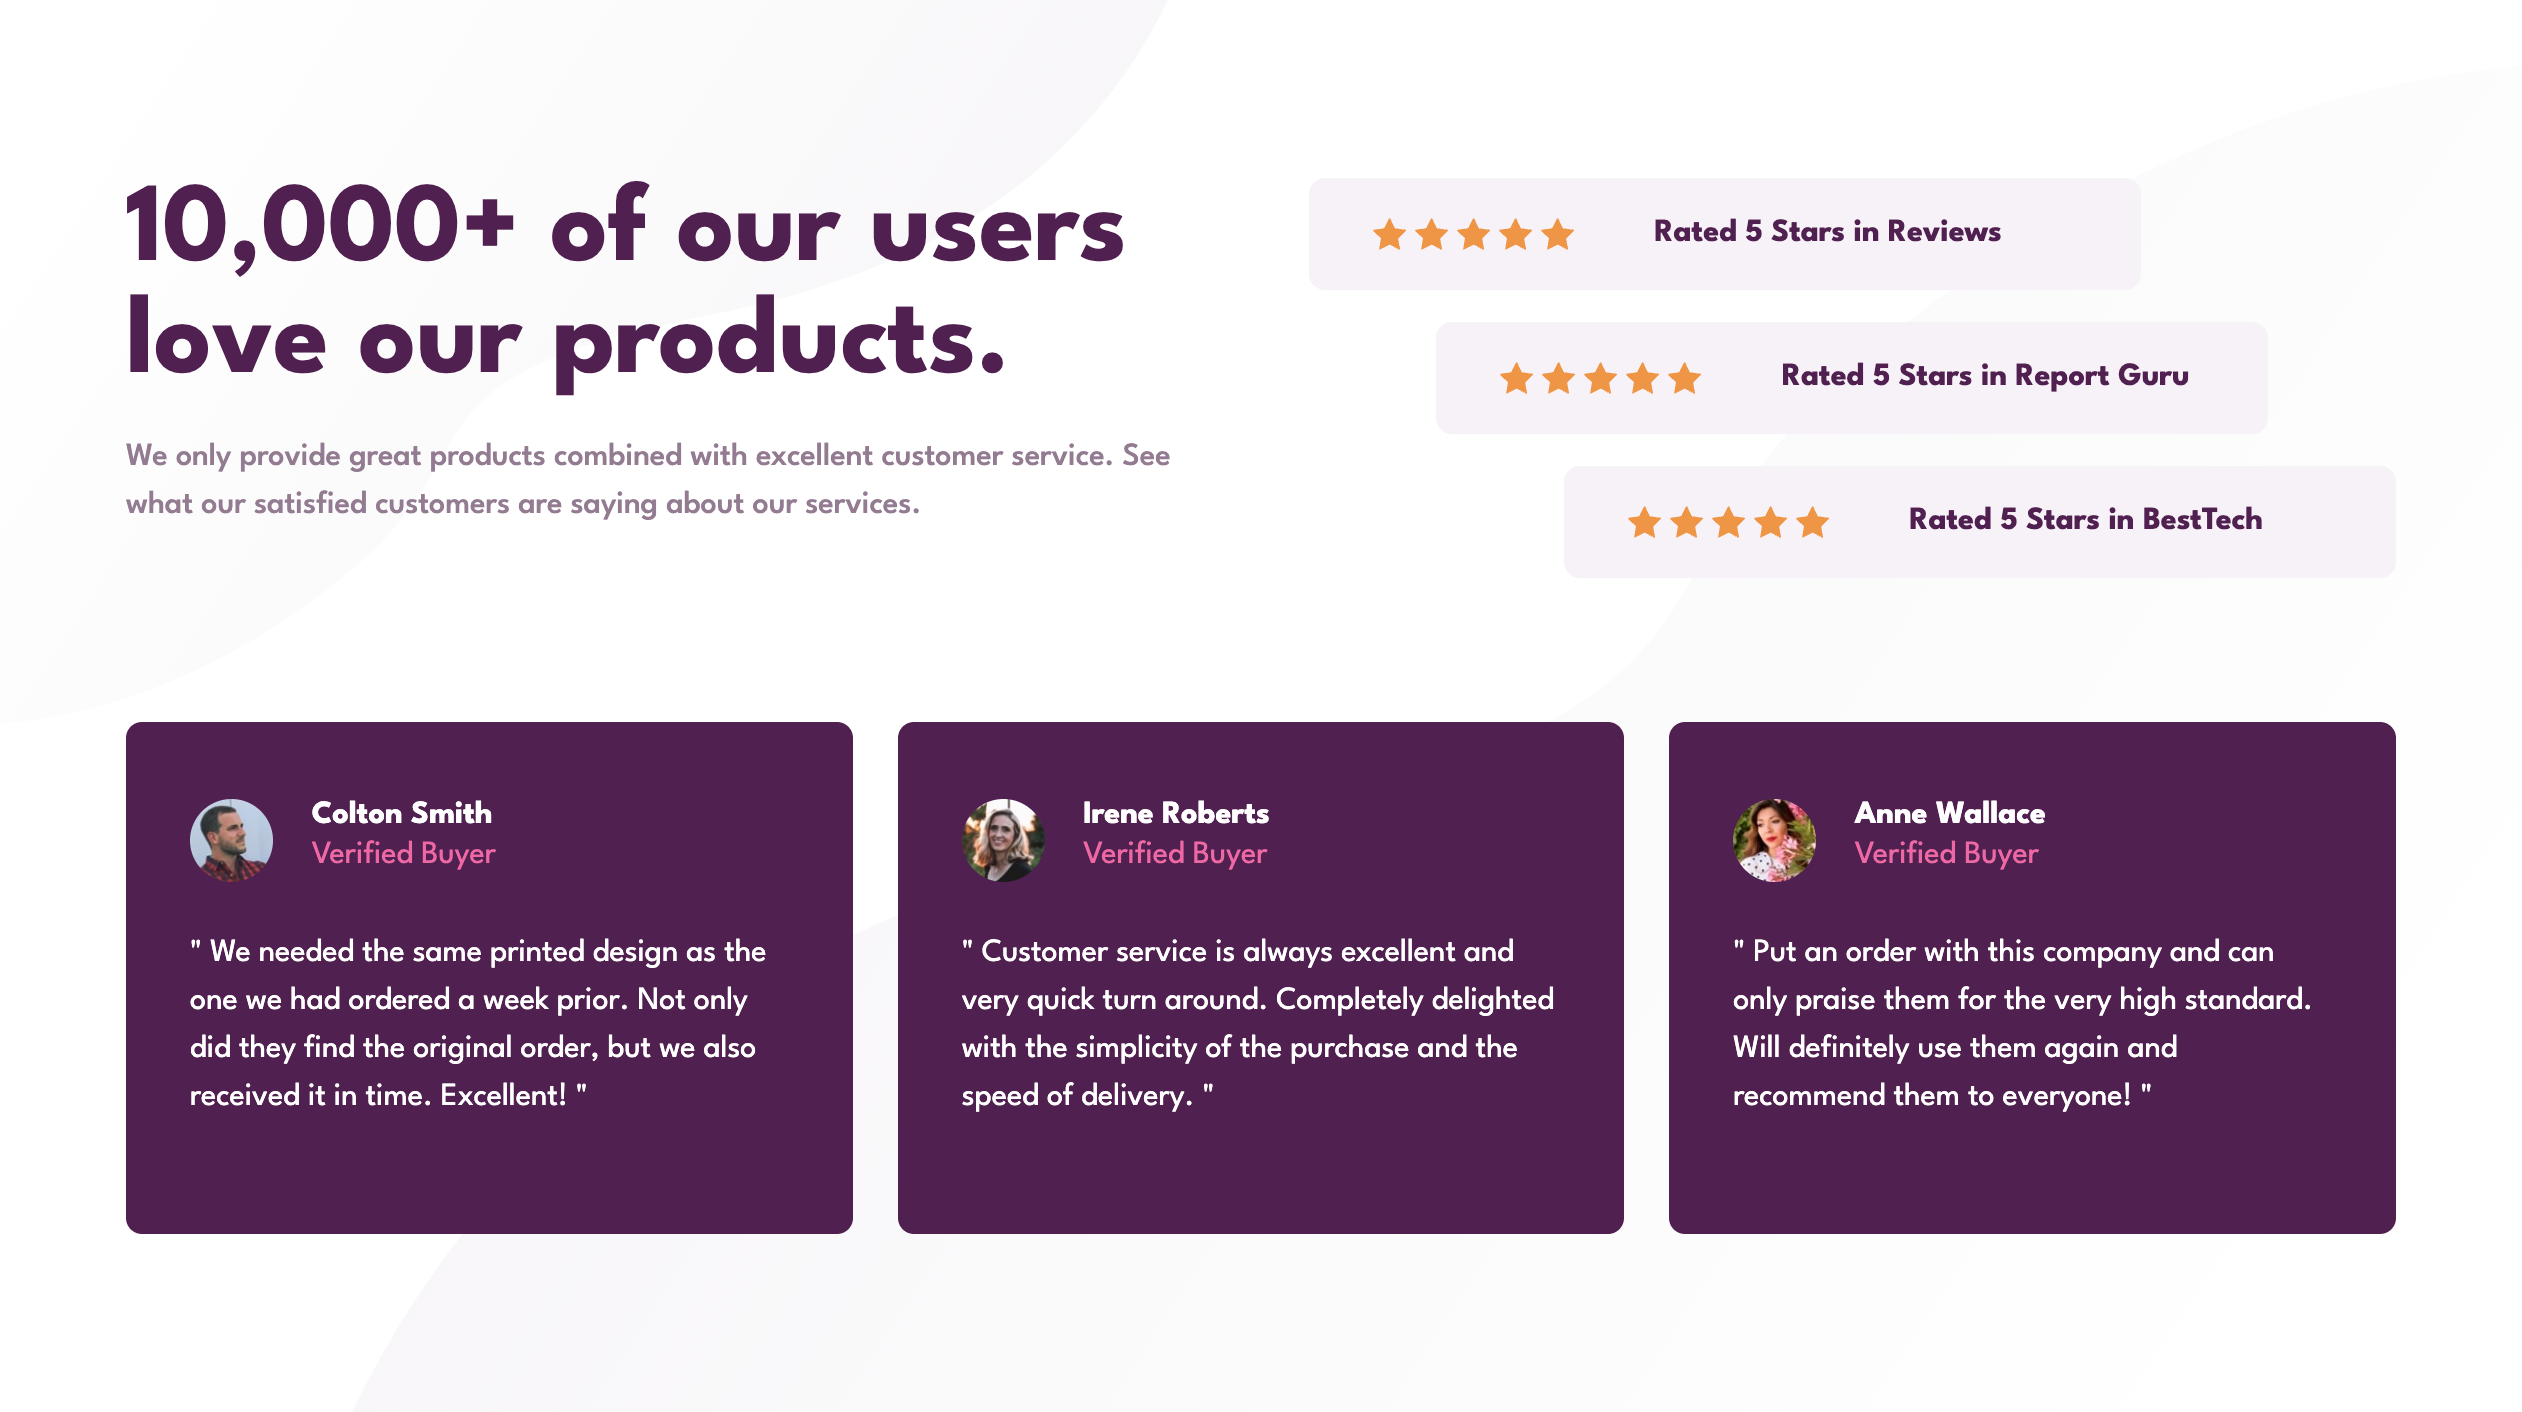 10,000+ of our users
love our products.
We only provide great products combined with excellent customer service. See
what our satisfied customers are saying about our services.
Rated 5 Stars in Reviews
Rated 5 Stars in Report Guru
Rated 5 Stars in BestTech
Colton Smith
Verified Buyer
" We needed the same printed design as the
one we had ordered a week prior. Not only
did they find the original order, but we also
received it in time. Excellent! "
Irene Roberts
Verified Buyer
" Customer service is always excellent and
very quick turn around. Completely delighted
with the simplicity of the purchase and the
speed of delivery. "
Anne Wallace
Verified Buyer
" Put an order with this company and can
only praise them for the very high standard.
Will definitely use them again and
recommend them to everyone! "